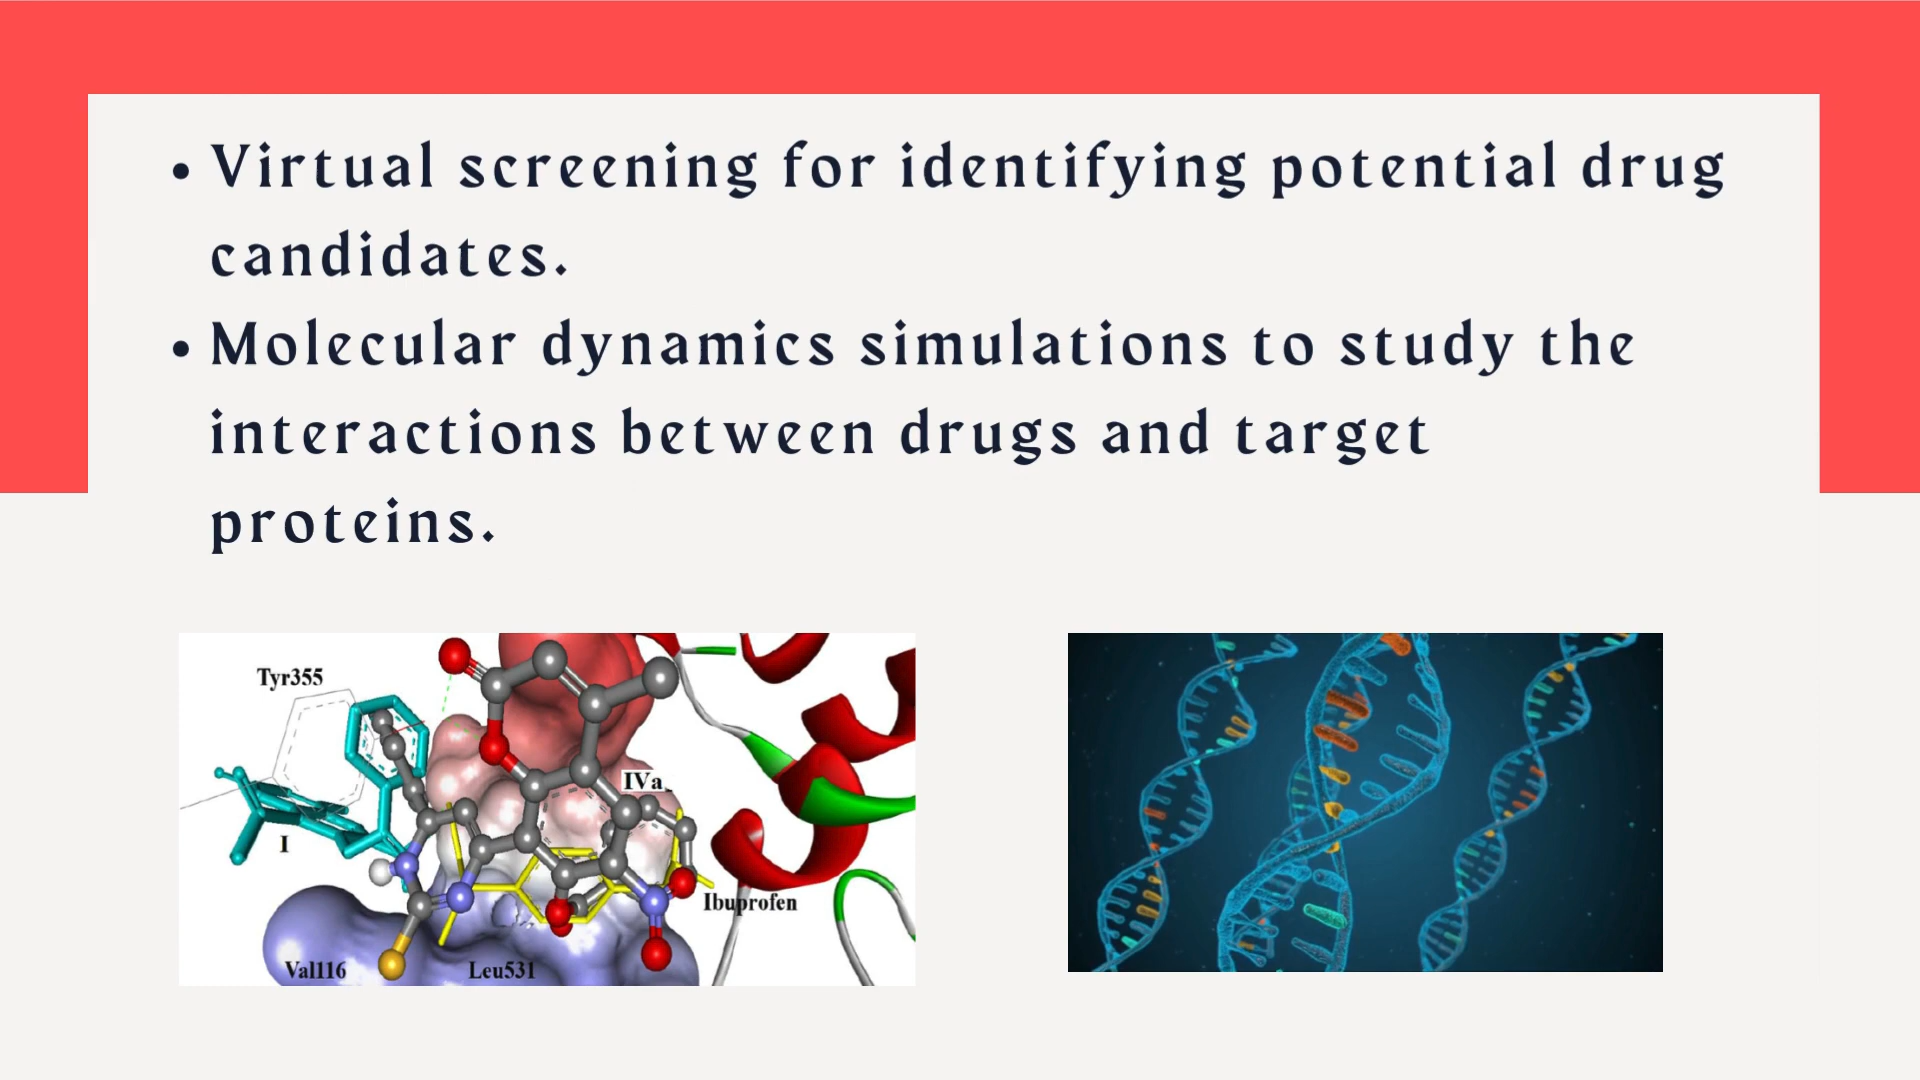 • Virtual screening for identifying potential drug
candidates.
• Molecular dynamics simulations to study the
interactions between drugs and target
proteins.
Tyr355
IVa
I
Ibuprofen
Val116
Leu531